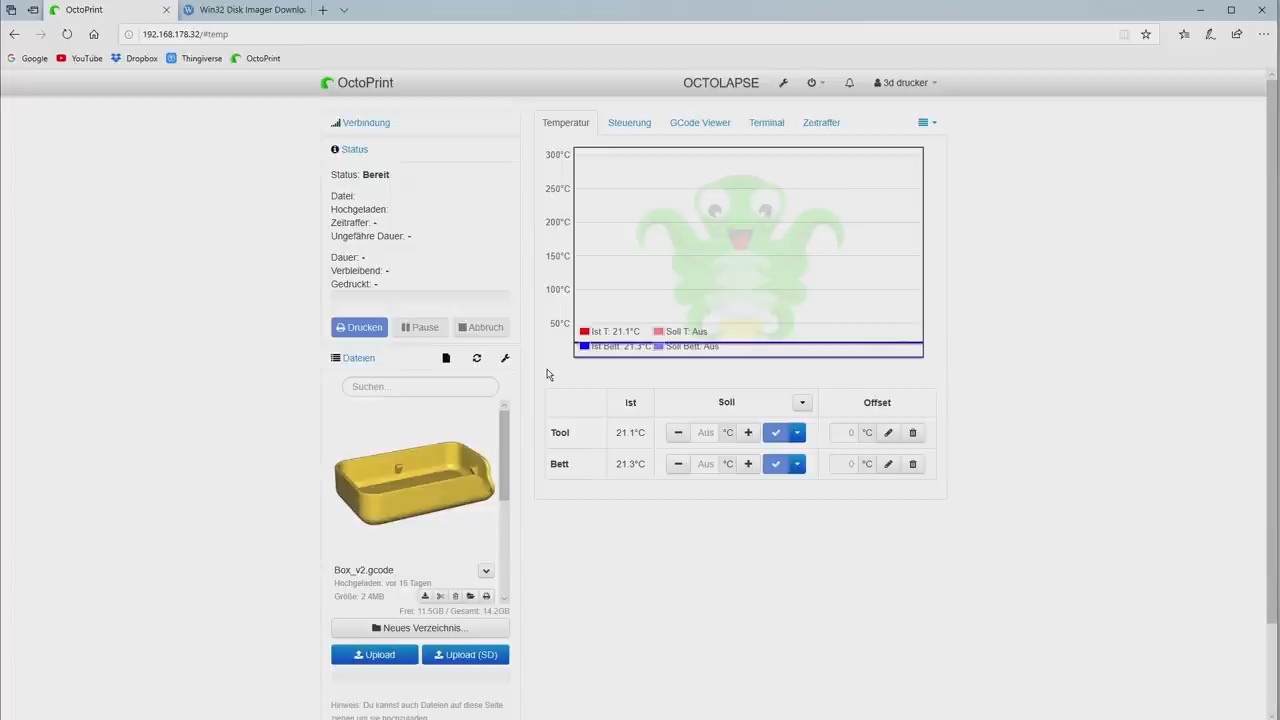 OctoPrint
Win32 Disk Imager Downloa
192.168.178.32/#temp
Google
YouTube
Dropbox
Thingiverse
OctoPrint
OctoPrint
OCTOLAPSE
3d drucker
Verbindung
Status
Status: Bereit
Datei:
Hochgeladen:
Zeitraffer: -
Ungefähre Dauer: -
Dauer: -
Verbleibend: -
Gedruckt: -
Drucken
Pause
Abbruch
Dateien
Suchen...
Box_v2.gcode
Hochgeladen: vor 16 Tagen
Größe: 2.4MB
Frei: 11.5GB / Gesamt: 14.2GB
Neues Verzeichnis...
Upload
Upload (SD)
Hinweis: Du kannst auch Dateien auf diese Seite
ziehen um sie hochzuladen.
Temperatur
Steuerung
GCode Viewer
Terminal
Zeitraffer
300°C
250°C
200°C
150°C
100°C
50°C
Ist T: 21.1°C
Soll T: Aus
Ist Bett: 21.3°C
Soll Bett: Aus
Ist
Soll
Offset
Tool
21.1°C
Aus
°C
0
°C
Bett
21.3°C
Aus
°C
0
°C